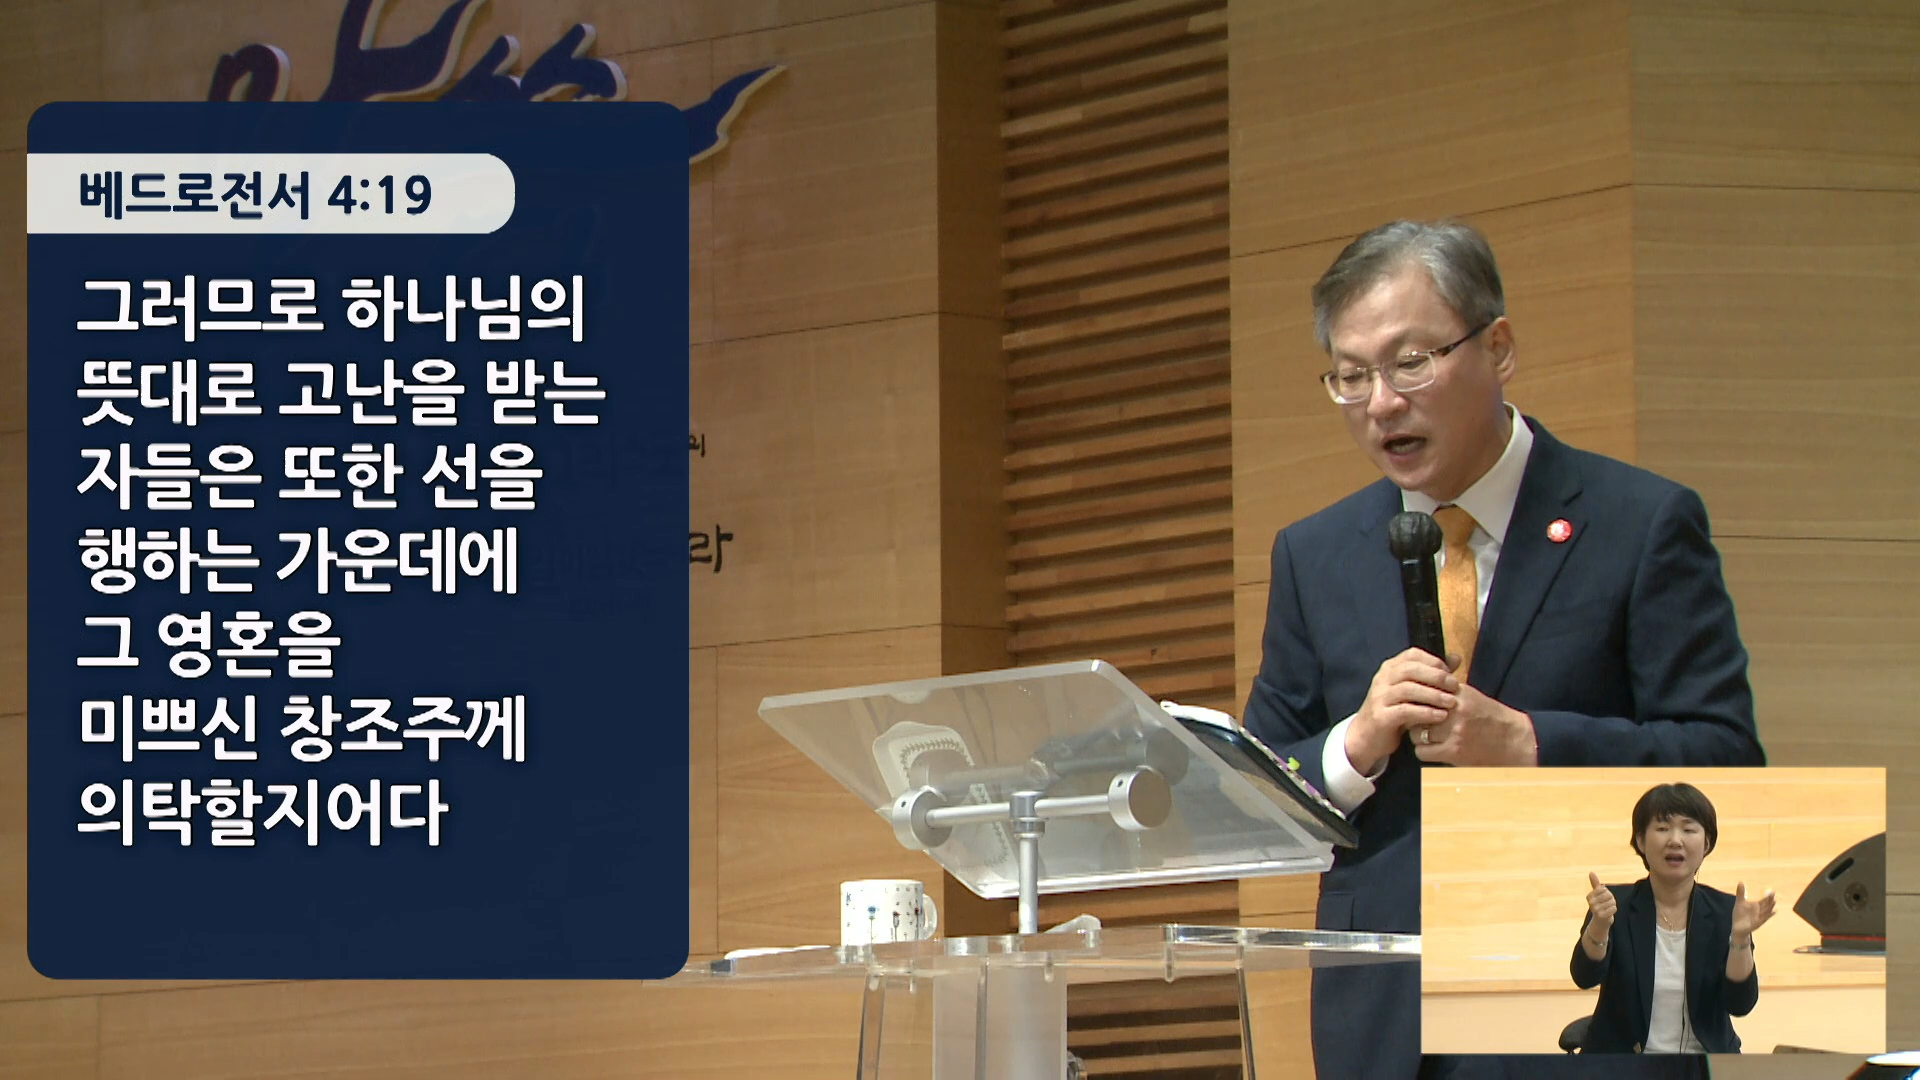 베드로전서 4:19
그러므로 하나님의
뜻대로 고난을 받는
자들은 또한 선을
행하는 가운데에
그 영혼을
미쁘신 창조주께
의탁할지어다
의
라